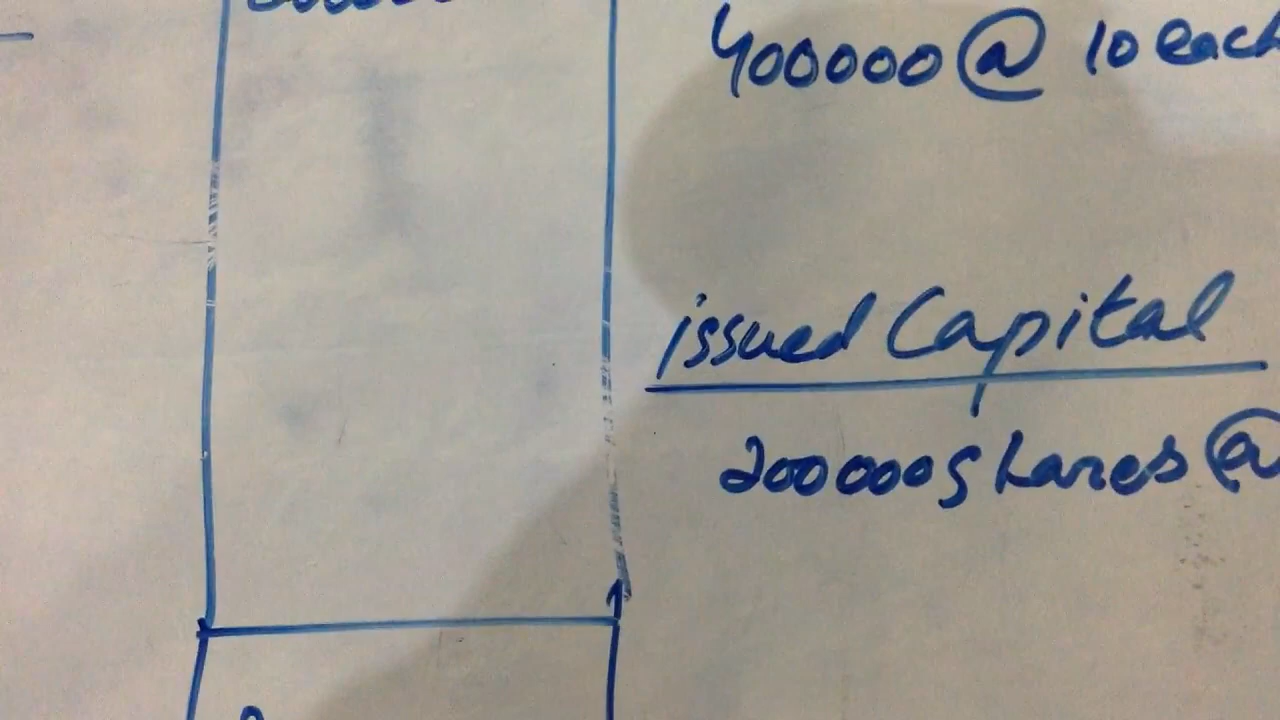 400000 @ 10 each
issued Capital
200000 shares @